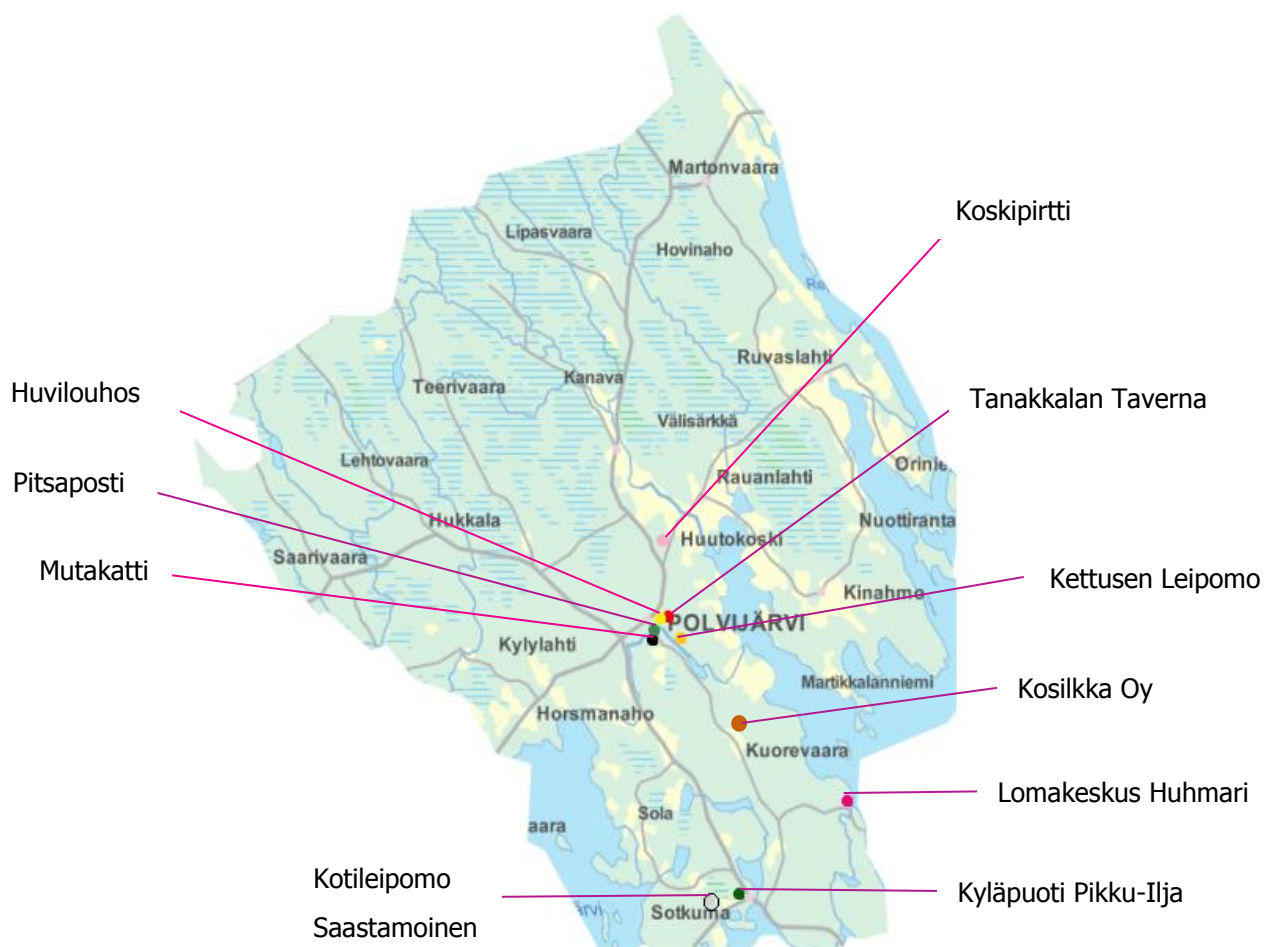 Martonvaara
Koskipirtti
Lipasvaara
Hovinaho
Ruvaslahti
Kanava
Teerivaara
Huvilouhos
Tanakkalan Taverna
Välisärkkä
Lehtovaara
Rauanlahti
Pitsaposti
Hukkala
Nuottiranta
Huutokoski
Saarivaara
Mutakatti
Kettusen Leipomo
Kinahmo
POLVIJÄRVI
Kylylahti
Martikkalanniemi
Kosilkka Oy
Horsmanaho
Kuorevaara
Lomakeskus Huhmari
Sola
aara
Kotileipomo
Saastamoinen
Kyläpuoti Pikku-Ilja
Sotkuma